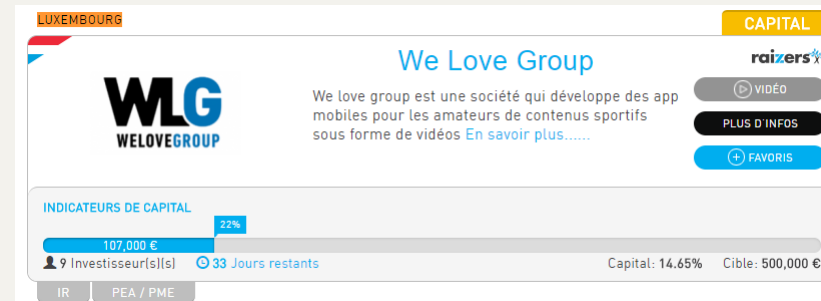 LUXEMBOURG
CAPITAL
We Love Group
raizers
WLG
WELOVEGROUP
We love group est une société qui développe des app
mobiles pour les amateurs de contenus sportifs
sous forme de vidéos En savoir plus......
VIDÉO
PLUS D'INFOS
FAVORIS
INDICATEURS DE CAPITAL
22%
107,000 €
9 Investisseur(s)(s) 33 Jours restants Capital: 14.65% Cible: 500,000 €
IR PEA / PME